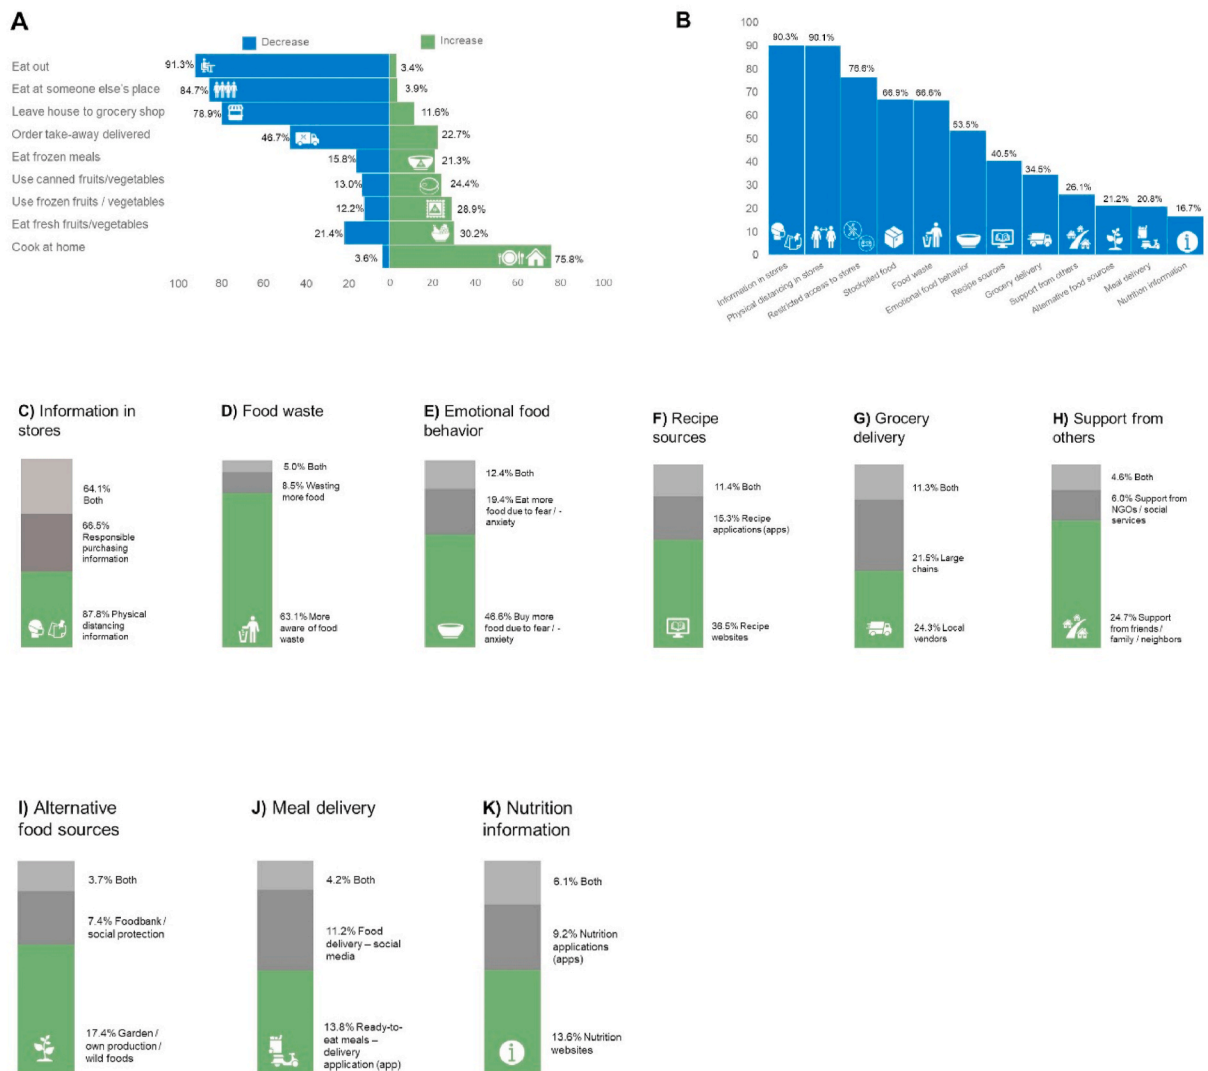 A
Decrease
Increase
Eat out
91.3%
3.4%
Eat at someone else's place
84.7%
3.9%
Leave house to grocery shop
78.9%
11.6%
Order take-away delivered
46.7%
22.7%
Eat frozen meals
15.8%
21.3%
Use canned fruits/vegetables
13.0%
24.4%
Use frozen fruits / vegetables
12.2%
28.9%
Eat fresh fruits/vegetables
21.4%
30.2%
Cook at home
3.6%
75.8%
100 80 60 40 20 0 20 40 60 80 100
B
100
90
80
70
60
50
40
30
20
10
0
90.3%
90.1%
76.6%
66.9%
66.6%
53.5%
40.5%
34.5%
26.1%
21.2%
20.8%
16.7%
Information in stores
Physical distancing in stores
Restricted access to stores
Stockpiled food
Food waste
Emotional food behavior
Recipe sources
Grocery delivery
Support from others
Alternative food sources
Meal delivery
Nutrition information
C) Information in
stores
64.1%
Both
66.5%
Responsible
purchasing
information
87.8% Physical
distancing
information
D) Food waste
5.0% Both
8.5% Wasting
more food
63.1% More
aware of food
waste
E) Emotional food
behavior
12.4% Both
19.4% Eat more
food due to fear / -
anxiety
46.6% Buy more
food due to fear / -
anxiety
F) Recipe
sources
11.4% Both
15.3% Recipe
applications (apps)
36.5% Recipe
websites
G) Grocery
delivery
11.3% Both
21.5% Large
chains
24.3% Local
vendors
H) Support from
others
4.6% Both
6.0% Support from
NGOs / social
services
24.7% Support
from friends /
family / neighbors
I) Alternative
food sources
3.7% Both
7.4% Foodbank /
social protection
17.4% Garden /
own production /
wild foods
J) Meal delivery
4.2% Both
11.2% Food
delivery – social
media
13.8% Ready-to-
eat meals –
delivery
application (app)
K) Nutrition
information
6.1% Both
9.2% Nutrition
applications
(apps)
13.6% Nutrition
websites